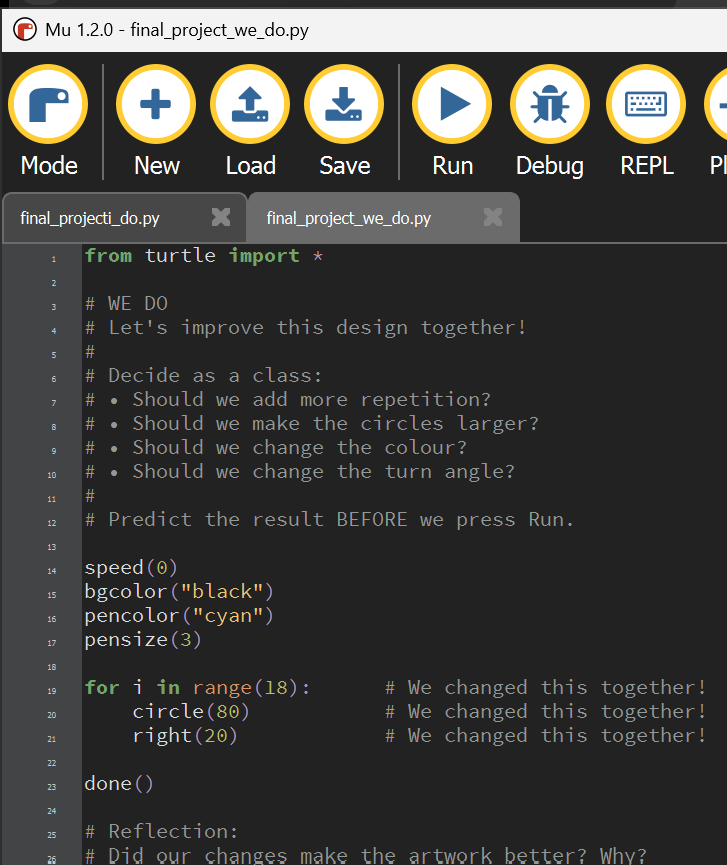 Mu 1.2.0 - final_project_we_do.py
Mode New Load Save Run Debug REPL
final_projecti_do.py final_project_we_do.py
1 from turtle import *
2
3 # WE DO
4 # Let's improve this design together!
5 #
6 # Decide as a class:
7 # • Should we add more repetition?
8 # • Should we make the circles larger?
9 # • Should we change the colour?
10 # • Should we change the turn angle?
11 #
12 # Predict the result BEFORE we press Run.
13
14 speed(0)
15 bgcolor("black")
16 pencolor("cyan")
17 pensize(3)
18
19 for i in range(18):      # We changed this together!
20     circle(80)           # We changed this together!
21     right(20)            # We changed this together!
22
23 done()
24
25 # Reflection:
26 # Did our changes make the artwork better? Why?